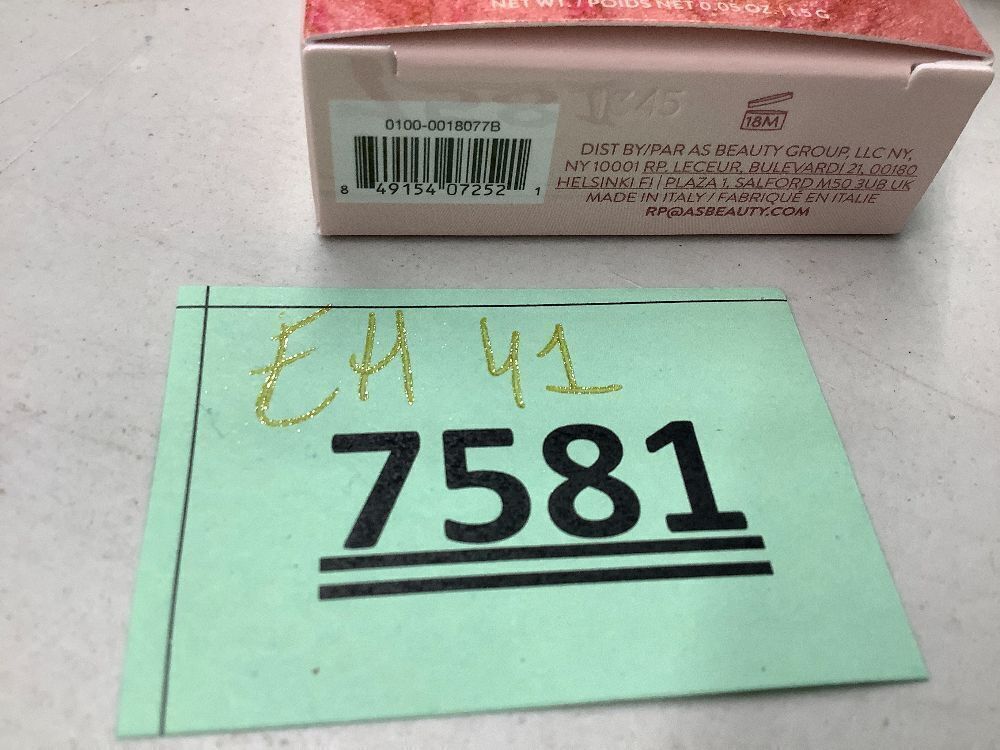 NET WT. / POIDS NET 0.05 OZ. / 1.5 G
0100-0018077B
8 49154 07252 1
18M
DIST BY/PAR AS BEAUTY GROUP, LLC NY,
NY 10001 RP, LECEUR, BULEVARDI 21, 00180
HELSINKI FI | PLAZA 1, SALFORD M50 3UB UK
MADE IN ITALY / FABRIQUÉ EN ITALIE
RP@ASBEAUTY.COM
EH 41
7581